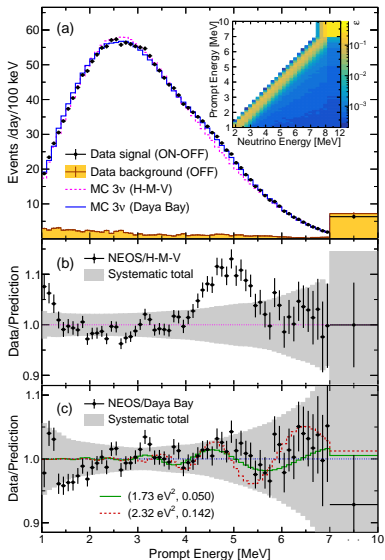 (a)
Events /day/100 keV
60
50
40
30
20
10
Data signal (ON-OFF)
Data background (OFF)
MC 3ν (H-M-V)
MC 3ν (Daya Bay)
Prompt Energy [MeV]
10
9
8
7
6
5
4
3
2
1
2 3 4 5 6 7 8 9 12
Neutrino Energy [MeV]
ε
10⁻¹
10⁻²
10⁻³
(b)
NEOS/H-M-V
Systematic total
Data/Prediction
1.1
1.0
0.9
(c)
NEOS/Daya Bay
Systematic total
Data/Prediction
1.1
1.0
0.9
(1.73 eV², 0.050)
(2.32 eV², 0.142)
1 2 3 4 5 6 7 10
Prompt Energy [MeV]